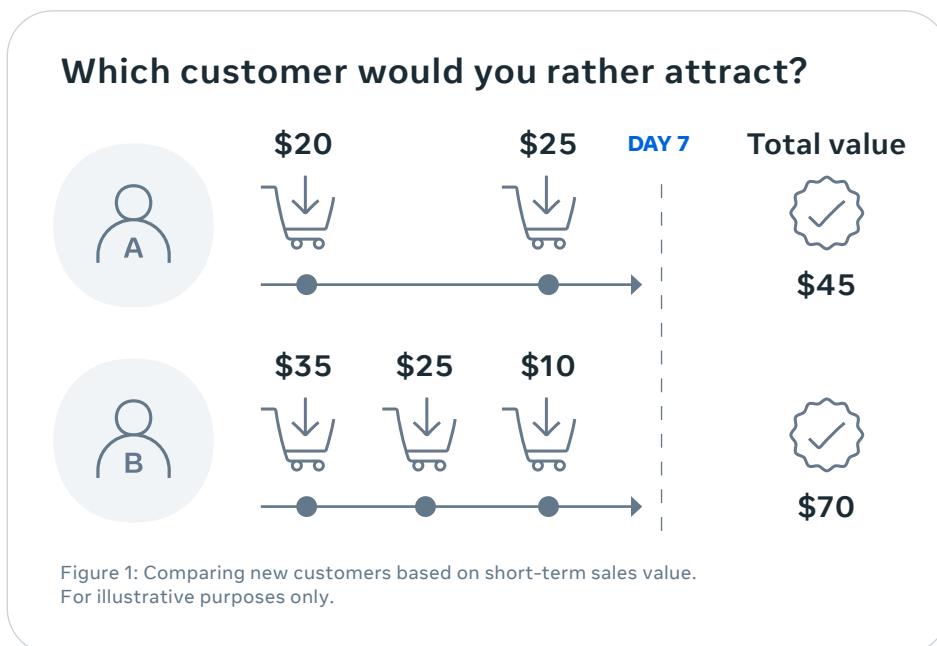 Which customer would you rather attract?
$20 $25 DAY 7 Total value
A
$45
$35 $25 $10
B
$70
Figure 1: Comparing new customers based on short-term sales value.
For illustrative purposes only.